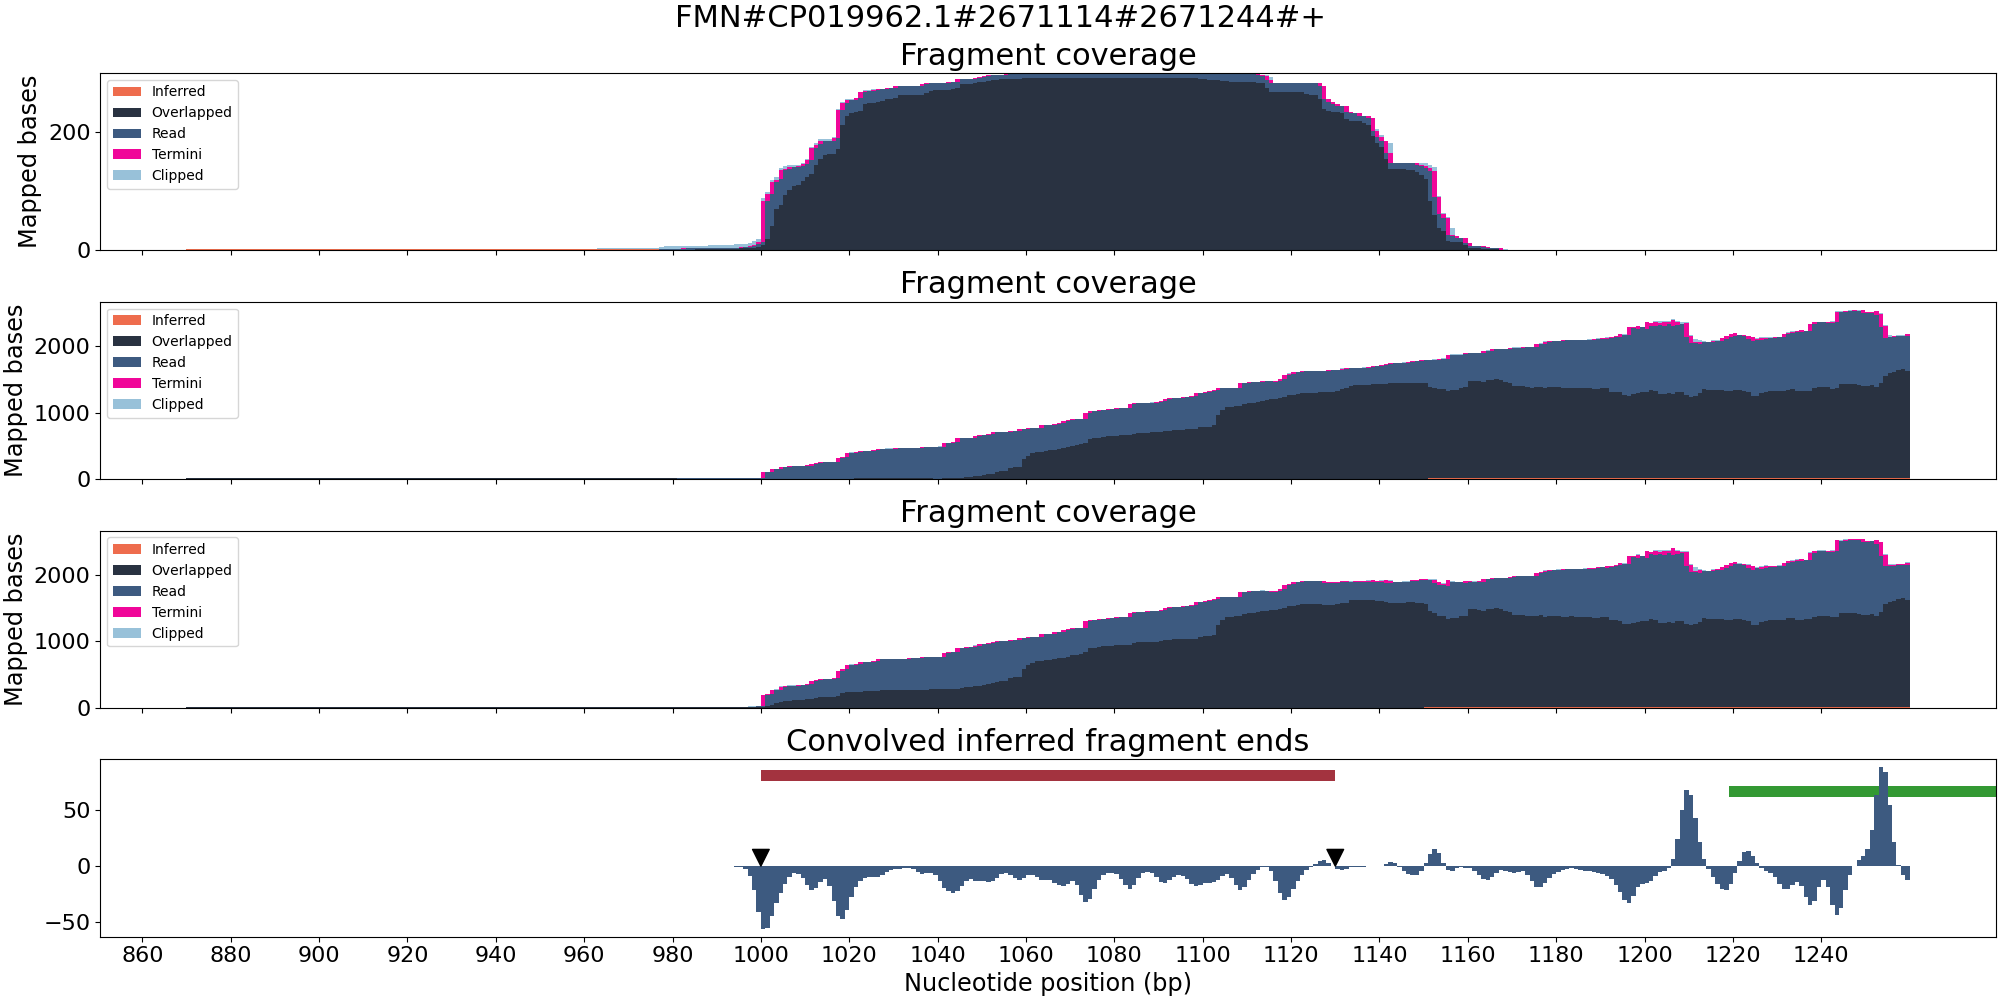 FMN#CP019962.1#2671114#2671244#+
Fragment coverage
Mapped bases
200
0
Inferred
Overlapped
Read
Termini
Clipped
Fragment coverage
Mapped bases
2000
1000
0
Inferred
Overlapped
Read
Termini
Clipped
Fragment coverage
Mapped bases
2000
1000
0
Inferred
Overlapped
Read
Termini
Clipped
Convolved inferred fragment ends
50
0
−50
860 880 900 920 940 960 980 1000 1020 1040 1060 1080 1100 1120 1140 1160 1180 1200 1220 1240
Nucleotide position (bp)